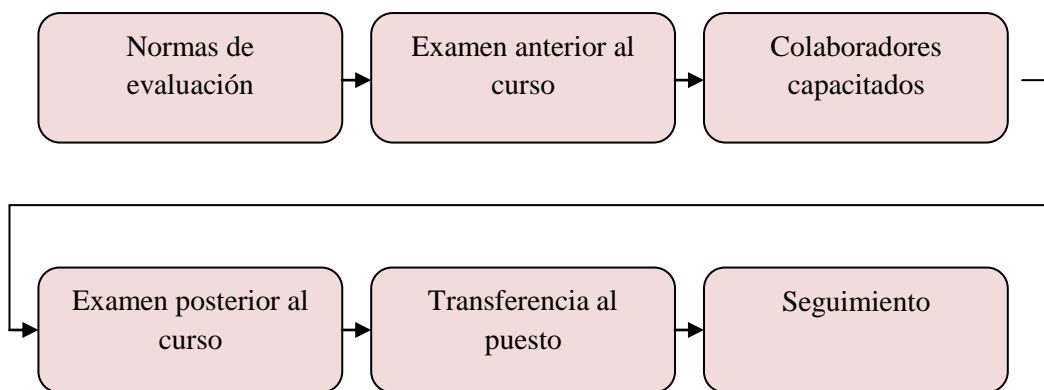 Normas de
evaluación
Examen anterior al
curso
Colaboradores
capacitados
Examen posterior al
curso
Transferencia al
puesto
Seguimiento